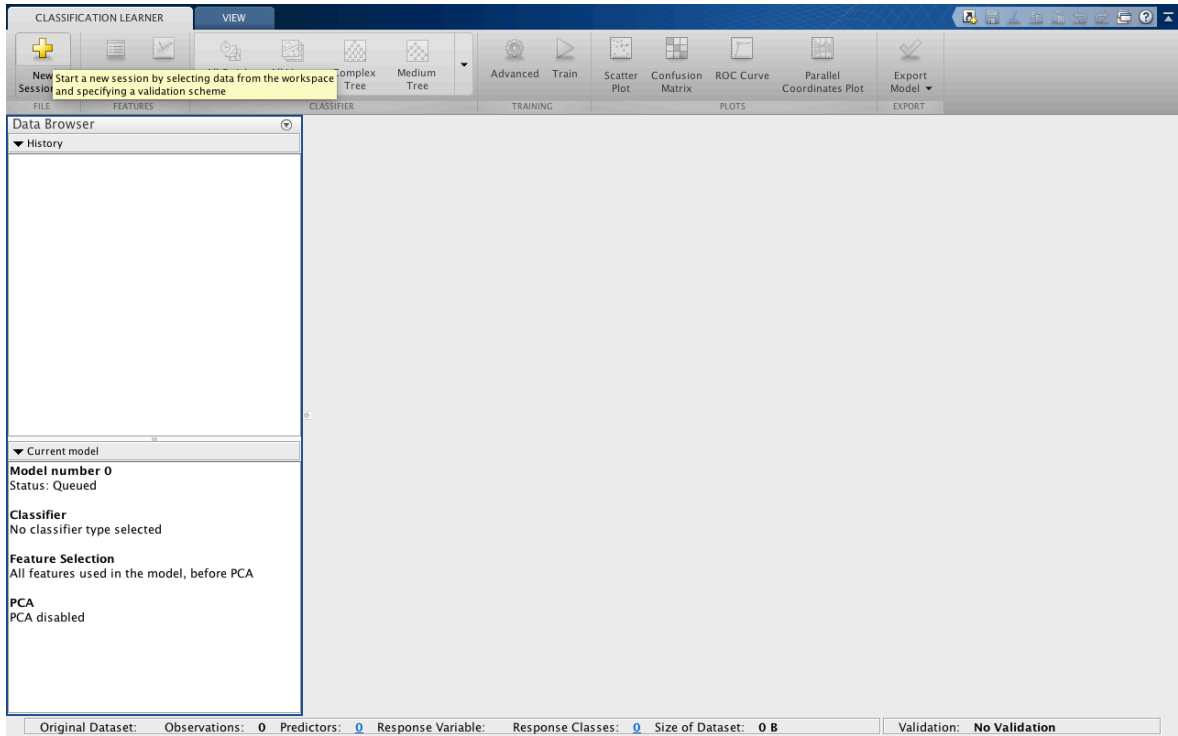 CLASSIFICATION LEARNER VIEW
New
Session
Start a new session by selecting data from the workspace
and specifying a validation scheme
Complex
Tree
Medium
Tree
Advanced Train
Scatter
Plot
Confusion
Matrix
ROC Curve
Parallel
Coordinates Plot
Export
Model
FILE FEATURES CLASSIFIER TRAINING PLOTS EXPORT
Data Browser
History
Current model
Model number 0
Status: Queued
Classifier
No classifier type selected
Feature Selection
All features used in the model, before PCA
PCA
PCA disabled
Original Dataset: Observations: 0 Predictors: 0 Response Variable: Response Classes: 0 Size of Dataset: 0 B Validation: No Validation